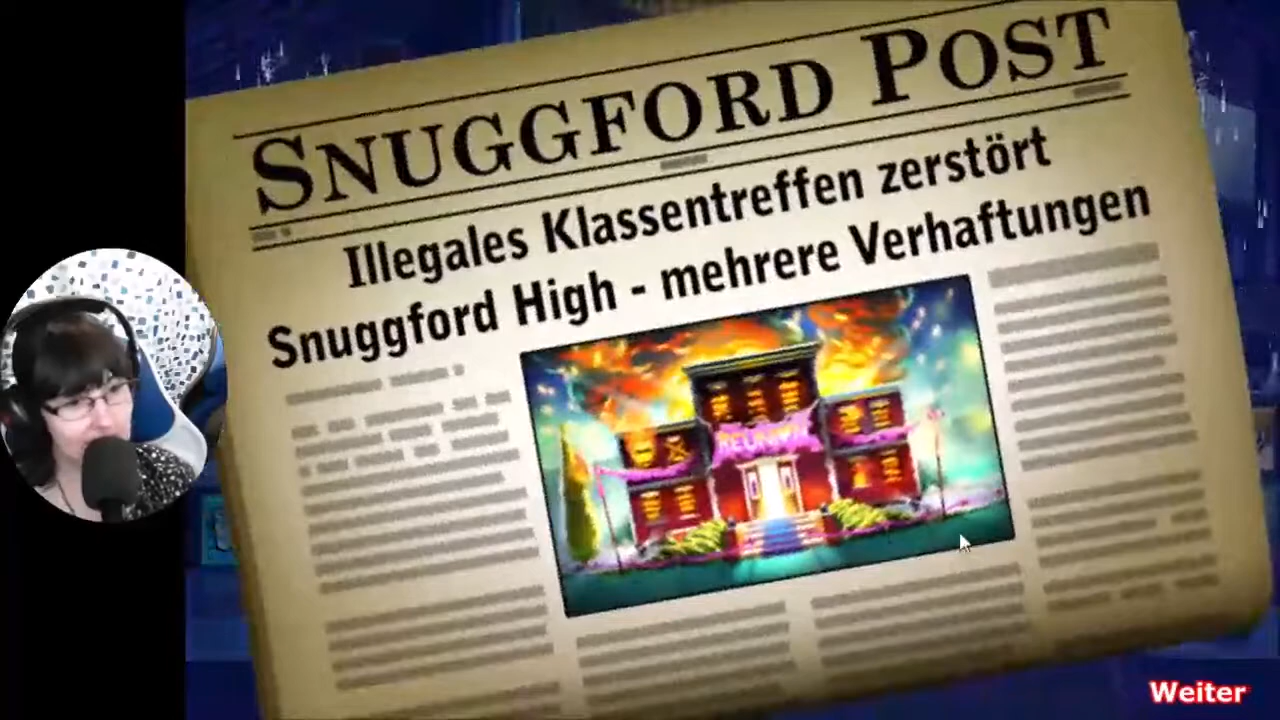 SNUGGFORD POST
Illegales Klassentreffen zerstört
Snuggford High - mehrere Verhaftungen
REUNION
Weiter